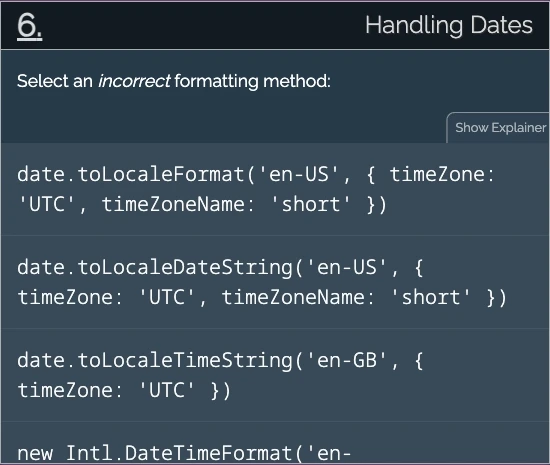 6.
Handling Dates
Select an incorrect formatting method:
Show Explainer
date.toLocaleFormat('en-US', { timeZone:
'UTC', timeZoneName: 'short' })
date.toLocaleDateString('en-US', {
timeZone: 'UTC', timeZoneName: 'short' })
date.toLocaleTimeString('en-GB', {
timeZone: 'UTC' })
new Intl.DateTimeFormat('en-